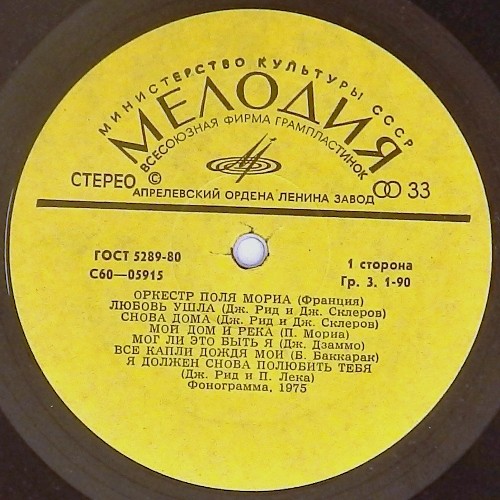 МИНИСТЕРСТВО КУЛЬТУРЫ СССР
МЕЛОДИЯ
ВСЕСОЮЗНАЯ ФИРМА ГРАМПЛАСТИНОК
СТЕРЕО ©
33
АПРЕЛЕВСКИЙ ОРДЕНА ЛЕНИНА ЗАВОД
ГОСТ 5289-80
С60—05915
1 сторона
Гр. 3. 1-90
ОРКЕСТР ПОЛЯ МОРИА (Франция)
ЛЮБОВЬ УШЛА (Дж. Рид и Дж. Склеров)
СНОВА ДОМА (Дж. Рид и Дж. Склеров)
МОЙ ДОМ И РЕКА (П. Мориа)
МОГ ЛИ ЭТО БЫТЬ Я (Дж. Дзаммо)
ВСЕ КАПЛИ ДОЖДЯ МОИ (Б. Баккарак)
Я ДОЛЖЕН СНОВА ПОЛЮБИТЬ ТЕБЯ
(Дж. Рид и П. Лека)
Фонограмма, 1975